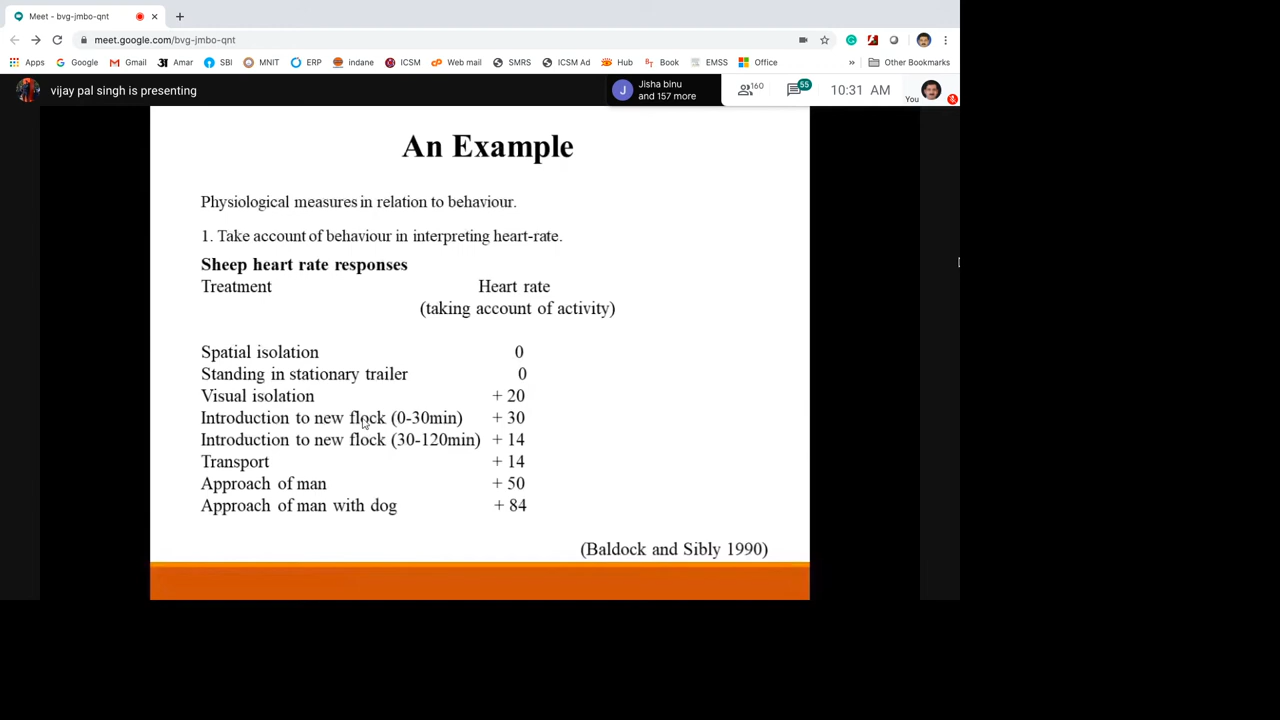 Meet - bvg-jmbo-qnt
meet.google.com/bvg-jmbo-qnt
Apps Google Gmail Amar SBI MNIT ERP indane ICSM Web mail SMRS ICSM Ad Hub Book EMSS Office » Other Bookmarks
vijay pal singh is presenting
J Jisha binu
and 157 more
160
55
10:31 AM
You
An Example
Physiological measures in relation to behaviour.
1. Take account of behaviour in interpreting heart-rate.
Sheep heart rate responses
Treatment Heart rate
(taking account of activity)
Spatial isolation 0
Standing in stationary trailer 0
Visual isolation + 20
Introduction to new flock (0-30min) + 30
Introduction to new flock (30-120min) + 14
Transport + 14
Approach of man + 50
Approach of man with dog + 84
(Baldock and Sibly 1990)